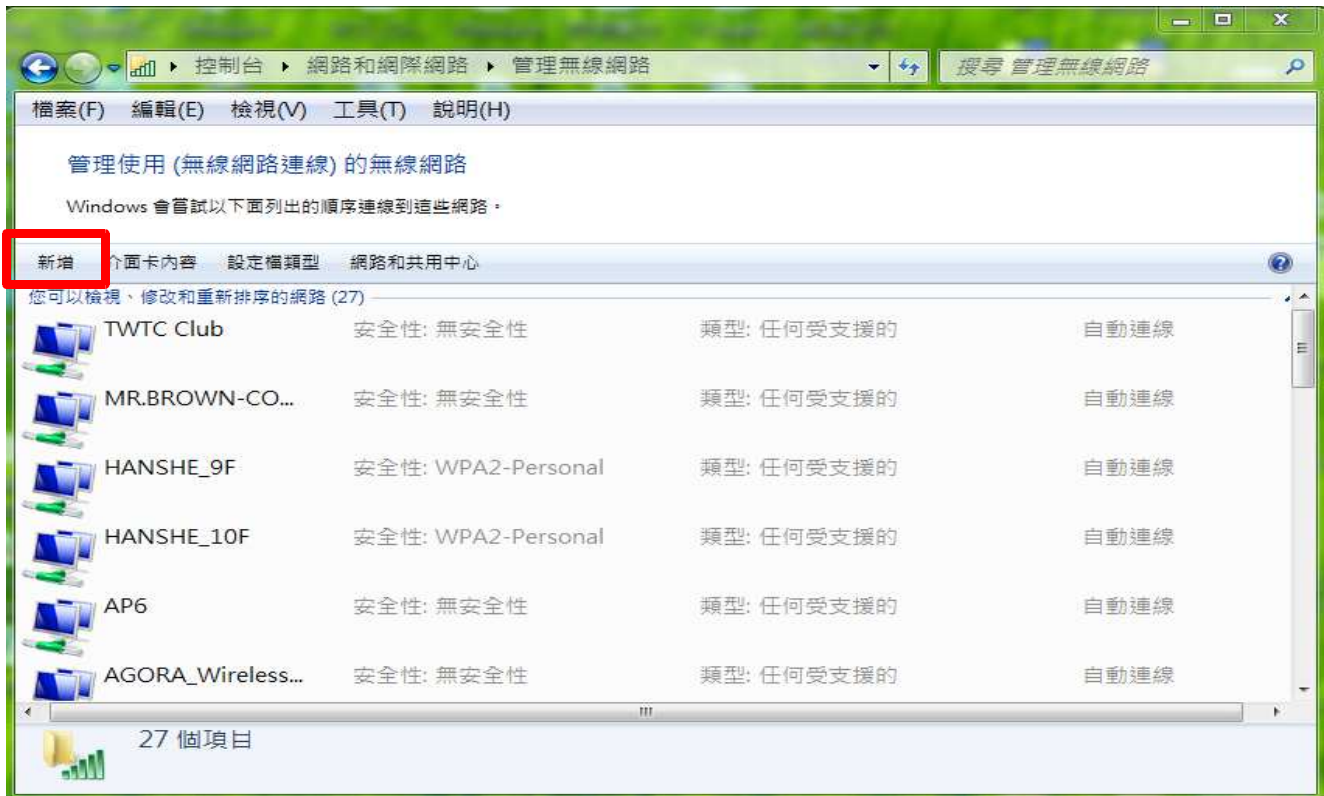 控制台 ▸ 網路和網際網路 ▸ 管理無線網路 搜尋 管理無線網路
檔案(F) 編輯(E) 檢視(V) 工具(T) 說明(H)
管理使用 (無線網路連線) 的無線網路
Windows 會嘗試以下面列出的順序連線到這些網路。
新增 介面卡內容 設定檔類型 網路和共用中心
您可以檢視、修改和重新排序的網路 (27)
TWTC Club 安全性: 無安全性 類型: 任何受支援的 自動連線
MR.BROWN-CO... 安全性: 無安全性 類型: 任何受支援的 自動連線
HANSHE_9F 安全性: WPA2-Personal 類型: 任何受支援的 自動連線
HANSHE_10F 安全性: WPA2-Personal 類型: 任何受支援的 自動連線
AP6 安全性: 無安全性 類型: 任何受支援的 自動連線
AGORA_Wireless... 安全性: 無安全性 類型: 任何受支援的 自動連線
27 個項目